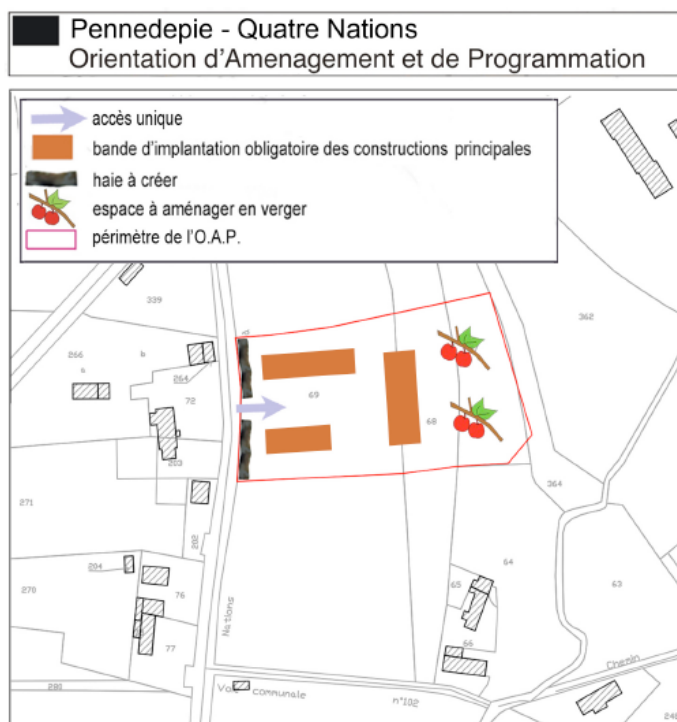 Pennedepie - Quatre Nations
Orientation d'Amenagement et de Programmation
accès unique
bande d'implantation obligatoire des constructions principales
haie à créer
espace à aménager en verger
périmètre de l'O.A.P.
339
362
266
b
s
264
72
69
68
203
271
364
202
204
64
270
76
65
63
Nations
66
77
Chemin
Voie communale n°102